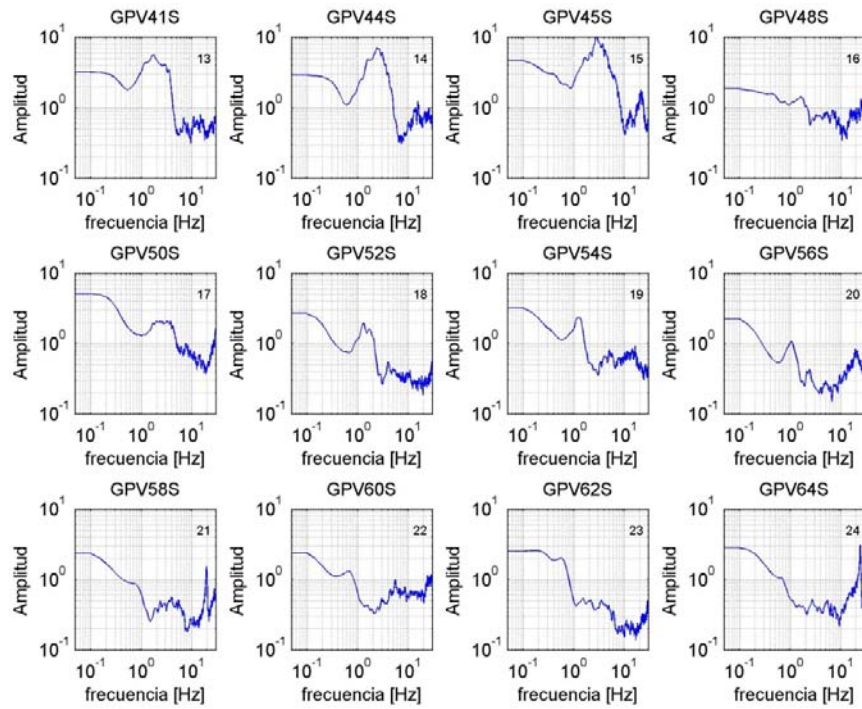 GPV41S GPV44S GPV45S GPV48S
10¹ 10¹ 10¹ 10¹
13 14 15 16
Amplitud Amplitud Amplitud Amplitud
10⁰ 10⁰ 10⁰ 10⁰
10⁻¹ 10⁻¹ 10⁻¹ 10⁻¹
10⁻¹ 10⁰ 10¹ 10⁻¹ 10⁰ 10¹ 10⁻¹ 10⁰ 10¹ 10⁻¹ 10⁰ 10¹
frecuencia [Hz] frecuencia [Hz] frecuencia [Hz] frecuencia [Hz]
GPV50S GPV52S GPV54S GPV56S
10¹ 10¹ 10¹ 10¹
17 18 19 20
Amplitud Amplitud Amplitud Amplitud
10⁰ 10⁰ 10⁰ 10⁰
10⁻¹ 10⁻¹ 10⁻¹ 10⁻¹
10⁻¹ 10⁰ 10¹ 10⁻¹ 10⁰ 10¹ 10⁻¹ 10⁰ 10¹ 10⁻¹ 10⁰ 10¹
frecuencia [Hz] frecuencia [Hz] frecuencia [Hz] frecuencia [Hz]
GPV58S GPV60S GPV62S GPV64S
10¹ 10¹ 10¹ 10¹
21 22 23 24
Amplitud Amplitud Amplitud Amplitud
10⁰ 10⁰ 10⁰ 10⁰
10⁻¹ 10⁻¹ 10⁻¹ 10⁻¹
10⁻¹ 10⁰ 10¹ 10⁻¹ 10⁰ 10¹ 10⁻¹ 10⁰ 10¹ 10⁻¹ 10⁰ 10¹
frecuencia [Hz] frecuencia [Hz] frecuencia [Hz] frecuencia [Hz]